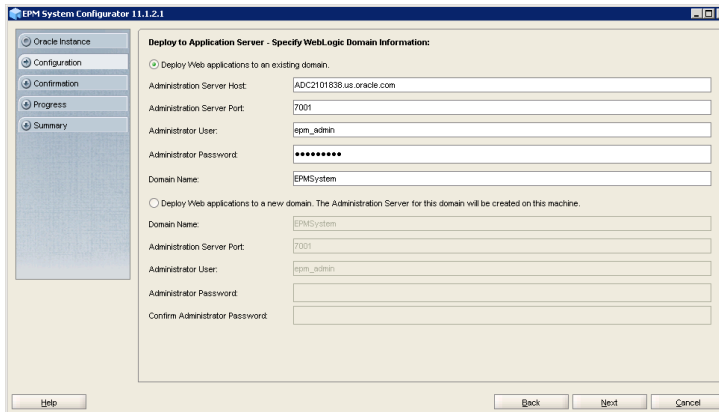 EPM System Configurator 11.1.2.1
Oracle Instance
Configuration
Confirmation
Progress
Summary
Deploy to Application Server - Specify WebLogic Domain Information:
Deploy Web applications to an existing domain.
Administration Server Host: ADC2101838.us.oracle.com
Administration Server Port: 7001
Administrator User: epm_admin
Administrator Password: ●●●●●●●●●
Domain Name: EPMSystem
Deploy Web applications to a new domain. The Administration Server for this domain will be created on this machine.
Domain Name: EPMSystem
Administration Server Port: 7001
Administrator User: epm_admin
Administrator Password:
Confirm Administrator Password:
Help Back Next Cancel